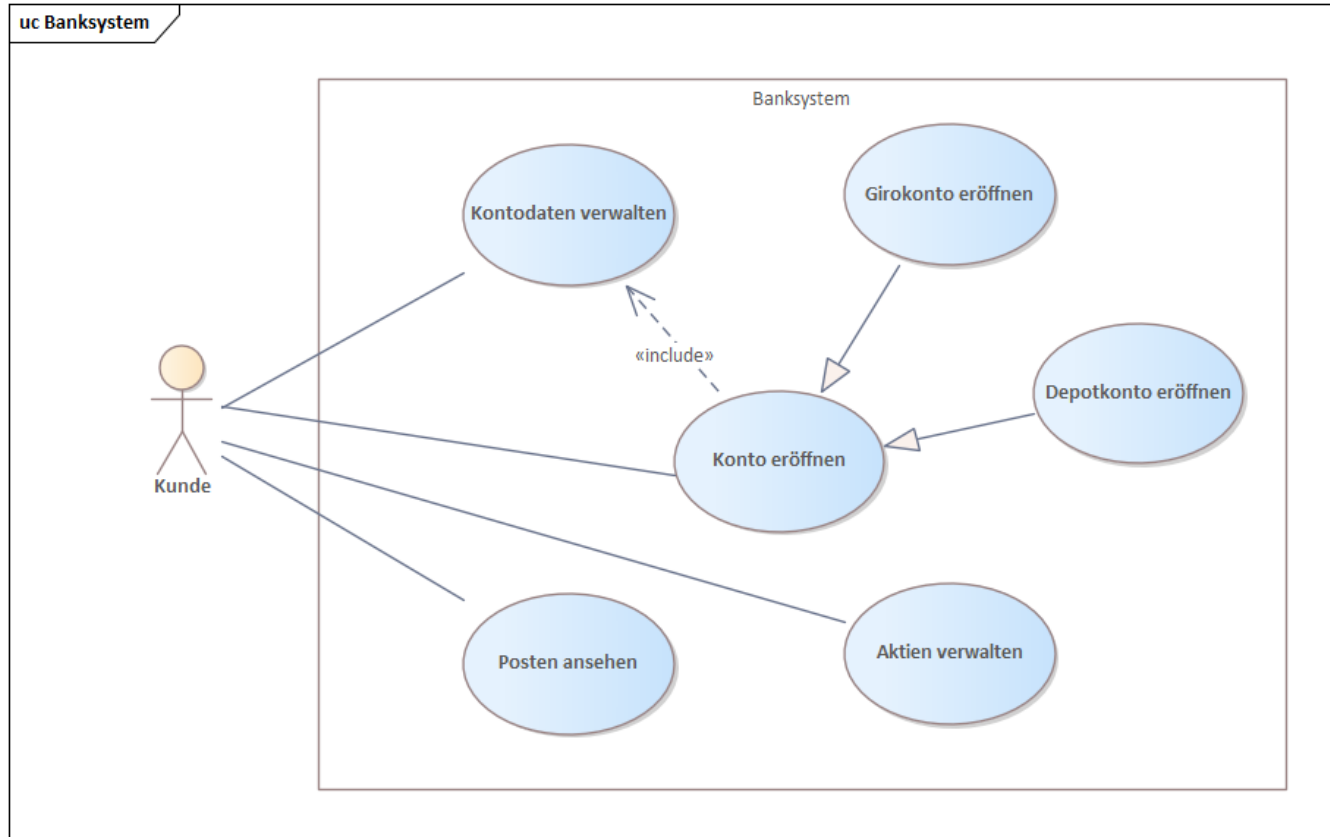 uc Banksystem
Banksystem
Kontodaten verwalten
Girokonto eröffnen
«include»
Depotkonto eröffnen
Konto eröffnen
Kunde
Posten ansehen
Aktien verwalten